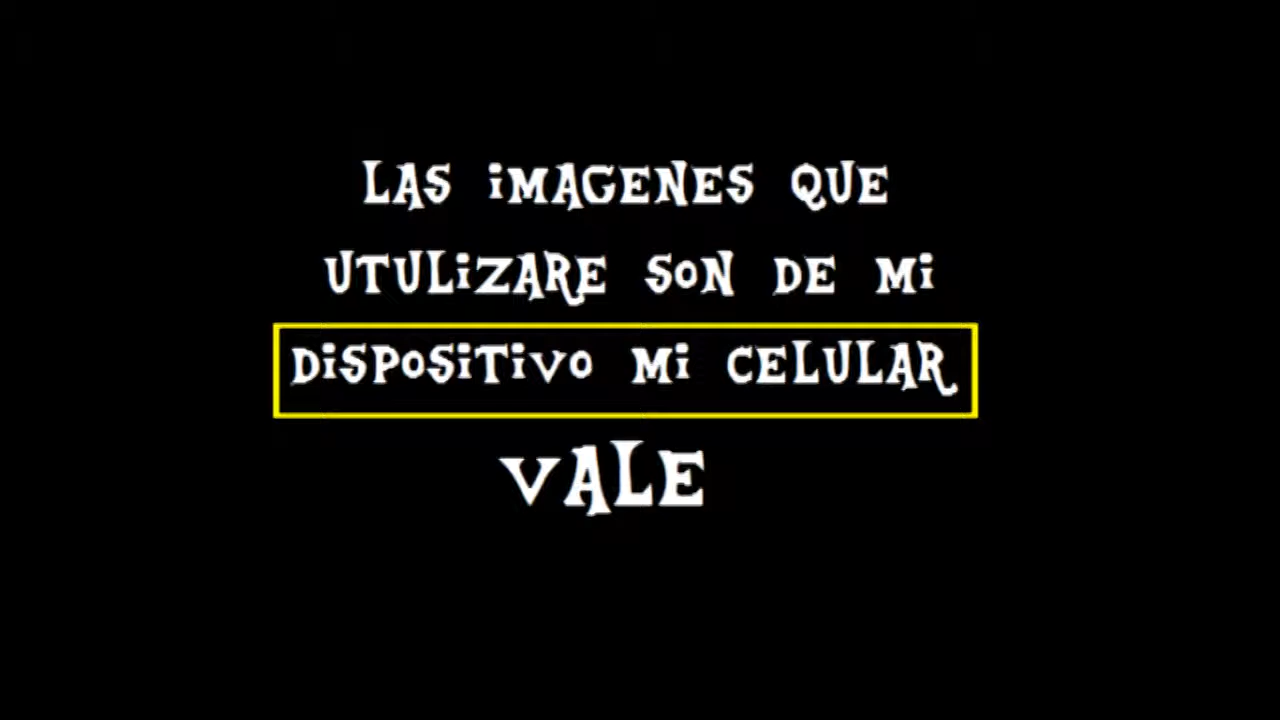 LAS iMAGENES QUE
UTULiZARE SON DE Mi
DiSPOSiTiVO Mi CELULAR
VALE